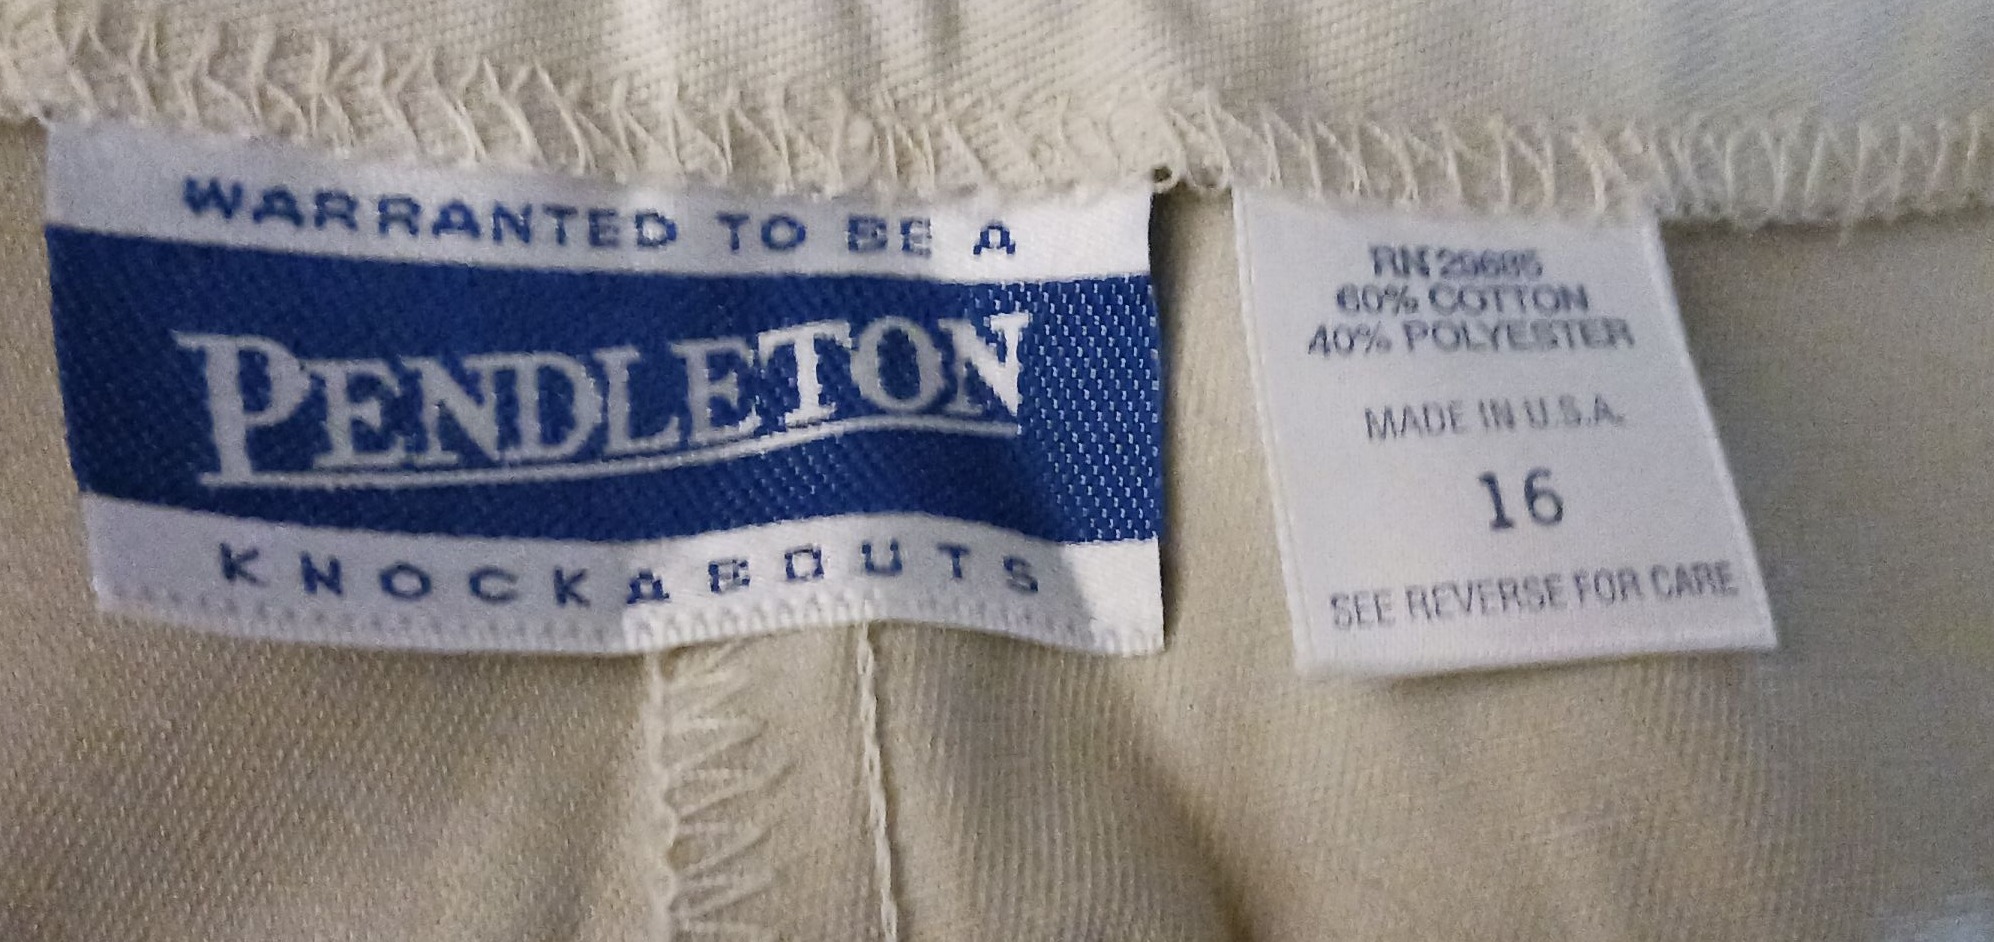 WARRANTED TO BE A
PENDLETON
KNOCKABOUTS
RN 29685
60% COTTON
40% POLYESTER
MADE IN U.S.A.
16
SEE REVERSE FOR CARE